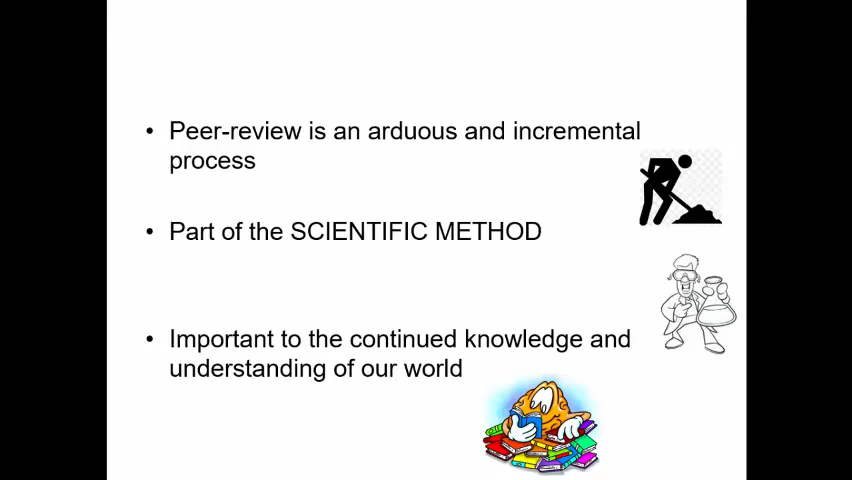 • Peer-review is an arduous and incremental
process
• Part of the SCIENTIFIC METHOD
• Important to the continued knowledge and
understanding of our world